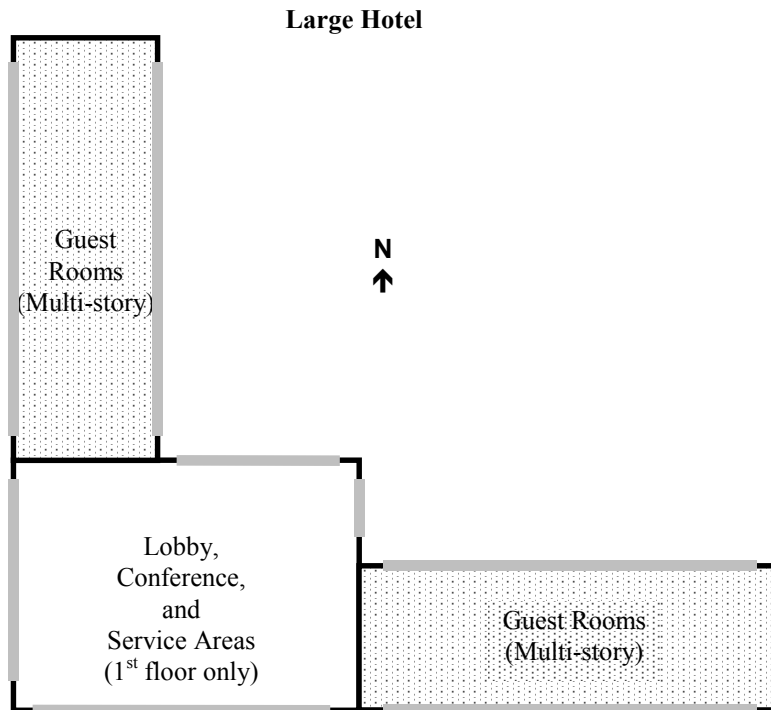 Large Hotel
Guest
Rooms
(Multi-story)
N
Lobby,
Conference,
and
Service Areas
(1st floor only)
Guest Rooms
(Multi-story)